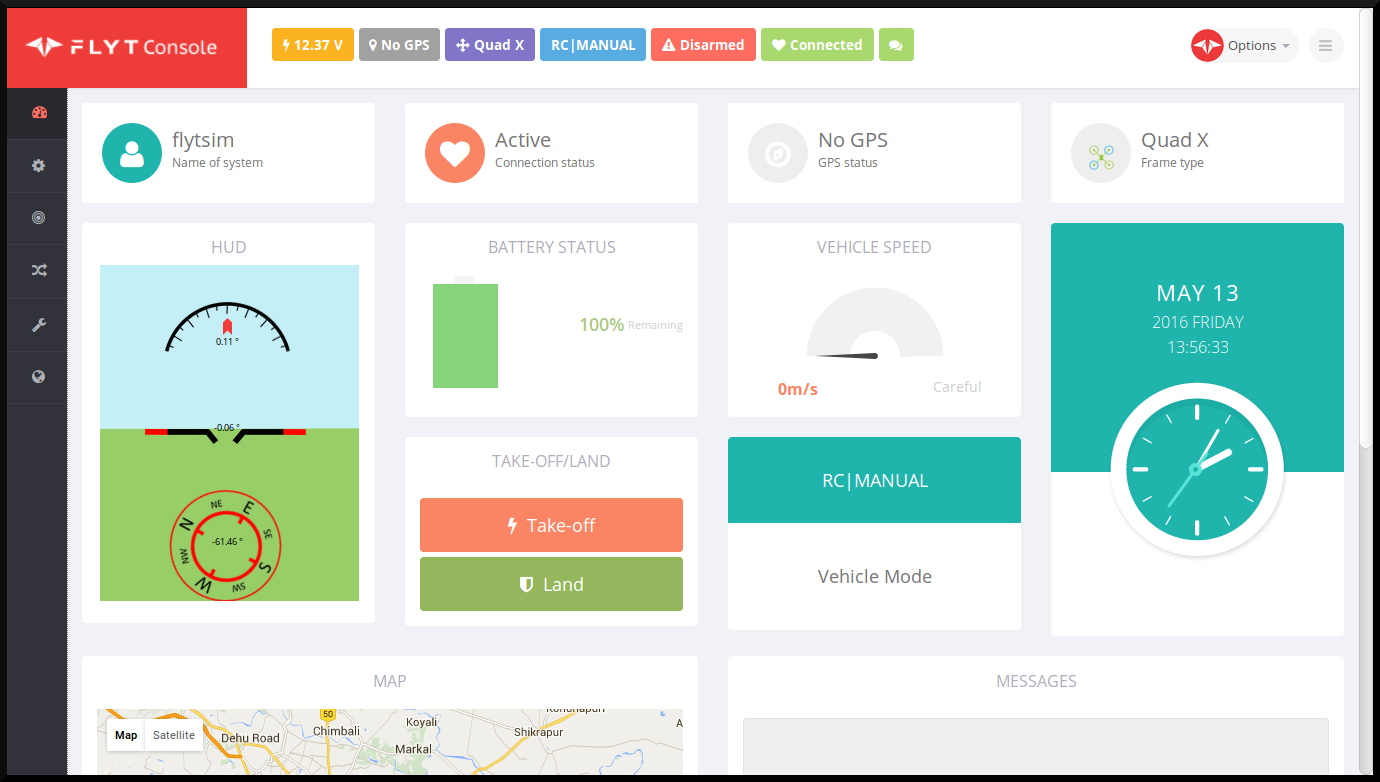 FLYT Console
12.37 V
No GPS
Quad X
RC|MANUAL
Disarmed
Connected
Options
flytsim
Name of system
Active
Connection status
No GPS
GPS status
Quad X
Frame type
HUD
0.11 °
-0.06 °
N
NE
E
SE
S
SW
W
WN
-61.46 °
BATTERY STATUS
100% Remaining
VEHICLE SPEED
0m/s
Careful
MAY 13
2016 FRIDAY
13:56:33
TAKE-OFF/LAND
Take-off
Land
RC|MANUAL
Vehicle Mode
MAP
Map
Satellite
50
Dehu Road
Chimbali
Koyali
Markal
Shikrapur
A
MESSAGES